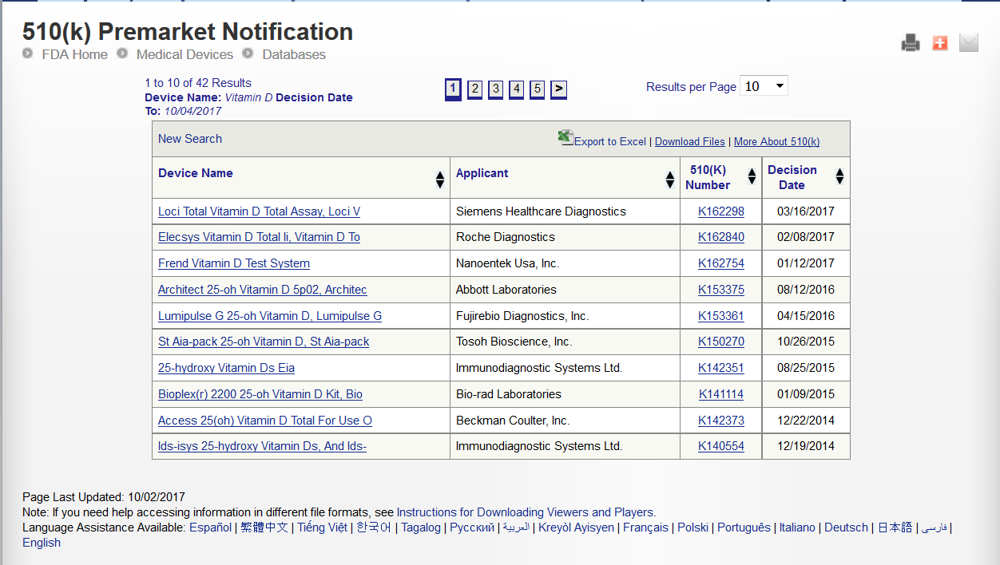 510(k) Premarket Notification
FDA Home Medical Devices Databases
1 to 10 of 42 Results
Device Name: Vitamin D Decision Date
To: 10/04/2017
1 2 3 4 5 >
Results per Page 10
New Search
Export to Excel | Download Files | More About 510(k)
Device Name Applicant 510(K) Number Decision Date
Loci Total Vitamin D Total Assay, Loci V Siemens Healthcare Diagnostics K162298 03/16/2017
Elecsys Vitamin D Total Ii, Vitamin D To Roche Diagnostics K162840 02/08/2017
Frend Vitamin D Test System Nanoentek Usa, Inc. K162754 01/12/2017
Architect 25-oh Vitamin D 5p02, Architec Abbott Laboratories K153375 08/12/2016
Lumipulse G 25-oh Vitamin D, Lumipulse G Fujirebio Diagnostics, Inc. K153361 04/15/2016
St Aia-pack 25-oh Vitamin D, St Aia-pack Tosoh Bioscience, Inc. K150270 10/26/2015
25-hydroxy Vitamin Ds Eia Immunodiagnostic Systems Ltd. K142351 08/25/2015
Bioplex(r) 2200 25-oh Vitamin D Kit, Bio Bio-rad Laboratories K141114 01/09/2015
Access 25(oh) Vitamin D Total For Use O Beckman Coulter, Inc. K142373 12/22/2014
Ids-isys 25-hydroxy Vitamin Ds, And Ids- Immunodiagnostic Systems Ltd. K140554 12/19/2014
Page Last Updated: 10/02/2017
Note: If you need help accessing information in different file formats, see Instructions for Downloading Viewers and Players.
Language Assistance Available: Español | 繁體中文 | Tiếng Việt | 한국어 | Tagalog | Русский | العربية | Kreyòl Ayisyen | Français | Polski | Português | Italiano | Deutsch | 日本語 | فارسی |
English